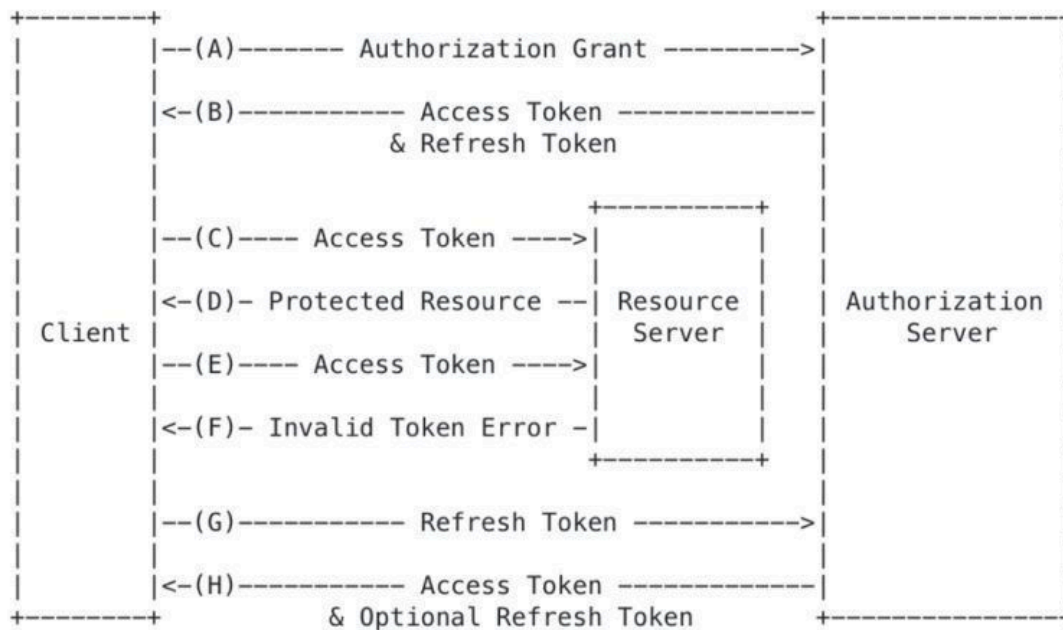 (A) Authorization Grant
(B) Access Token
& Refresh Token
(C) Access Token
(D) Protected Resource
Resource
Authorization
Client
Server
Server
(E) Access Token
(F) Invalid Token Error
(G) Refresh Token
(H) Access Token
& Optional Refresh Token